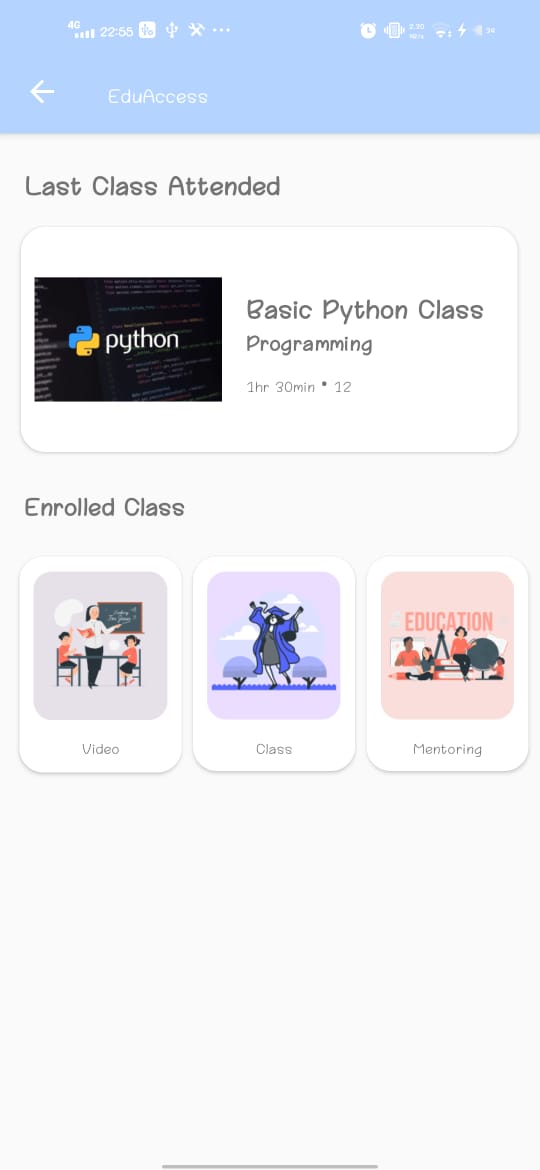 4G 22:55
EduAccess
Last Class Attended
python
Basic Python Class
Programming
1hr 30min • 12
Enrolled Class
EDUCATION
Video
Class
Mentoring